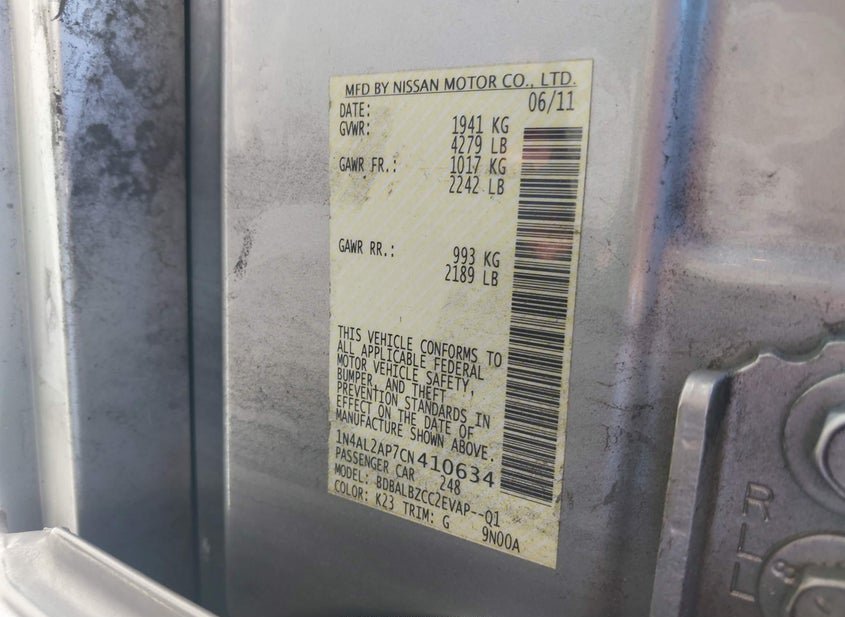 MFD BY NISSAN MOTOR CO., LTD.
DATE: 06/11
GVWR: 1941 KG
4279 LB
GAWR FR.: 1017 KG
2242 LB
GAWR RR.: 993 KG
2189 LB
THIS VEHICLE CONFORMS TO
ALL APPLICABLE FEDERAL
MOTOR VEHICLE SAFETY,
BUMPER, AND THEFT
PREVENTION STANDARDS IN
EFFECT ON THE DATE OF
MANUFACTURE SHOWN ABOVE.
1N4AL2AP7CN410634
PASSENGER CAR 248
MODEL: BDBALBZCC2EVAP--Q1
COLOR: K23 TRIM: G 9N00A
RLL